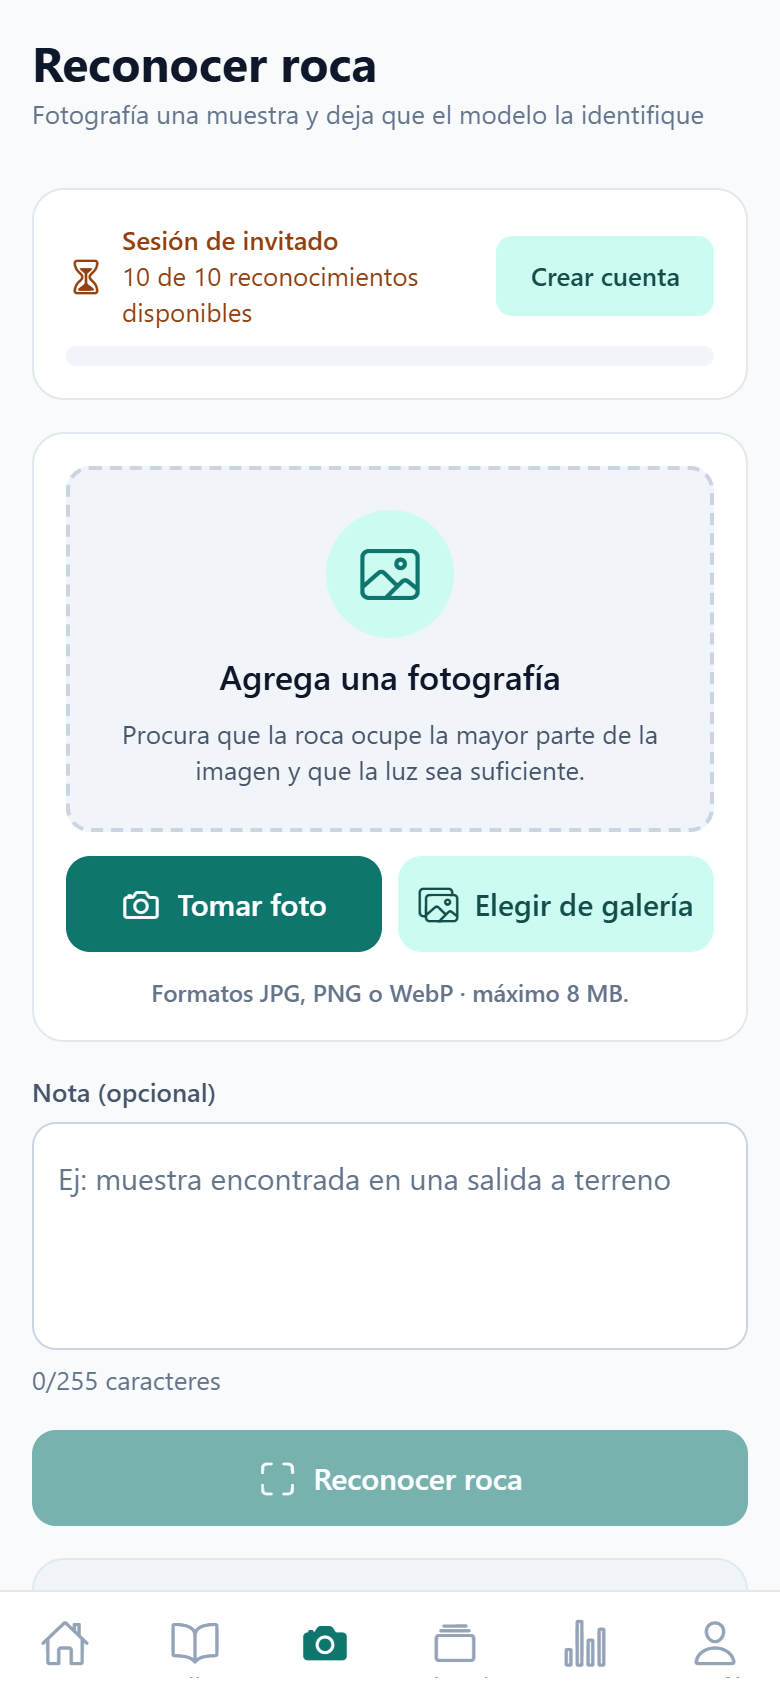 Reconocer roca
Fotografía una muestra y deja que el modelo la identifique
Sesión de invitado
10 de 10 reconocimientos
disponibles
Crear cuenta
Agrega una fotografía
Procura que la roca ocupe la mayor parte de la
imagen y que la luz sea suficiente.
Tomar foto
Elegir de galería
Formatos JPG, PNG o WebP · máximo 8 MB.
Nota (opcional)
Ej: muestra encontrada en una salida a terreno
0/255 caracteres
Reconocer roca